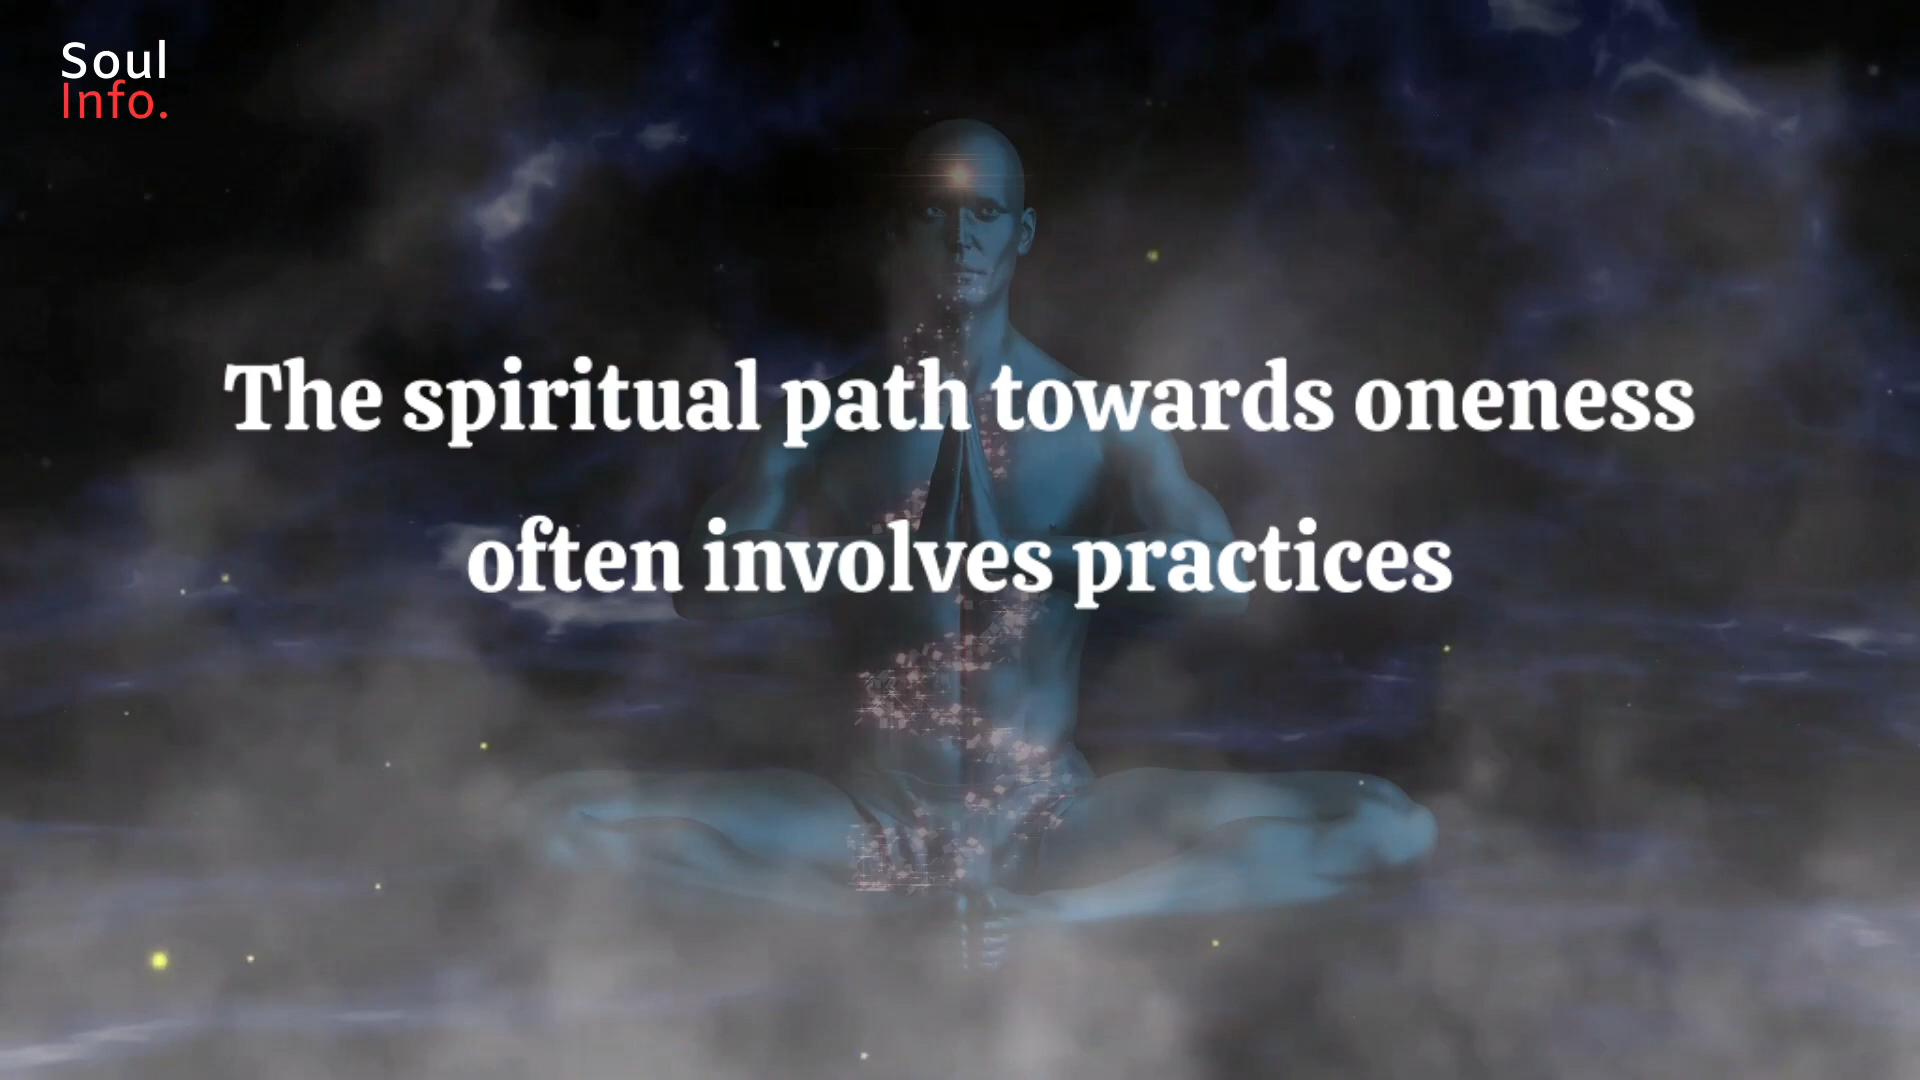 Soul
Info.
The spiritual path towards oneness
often involves practices